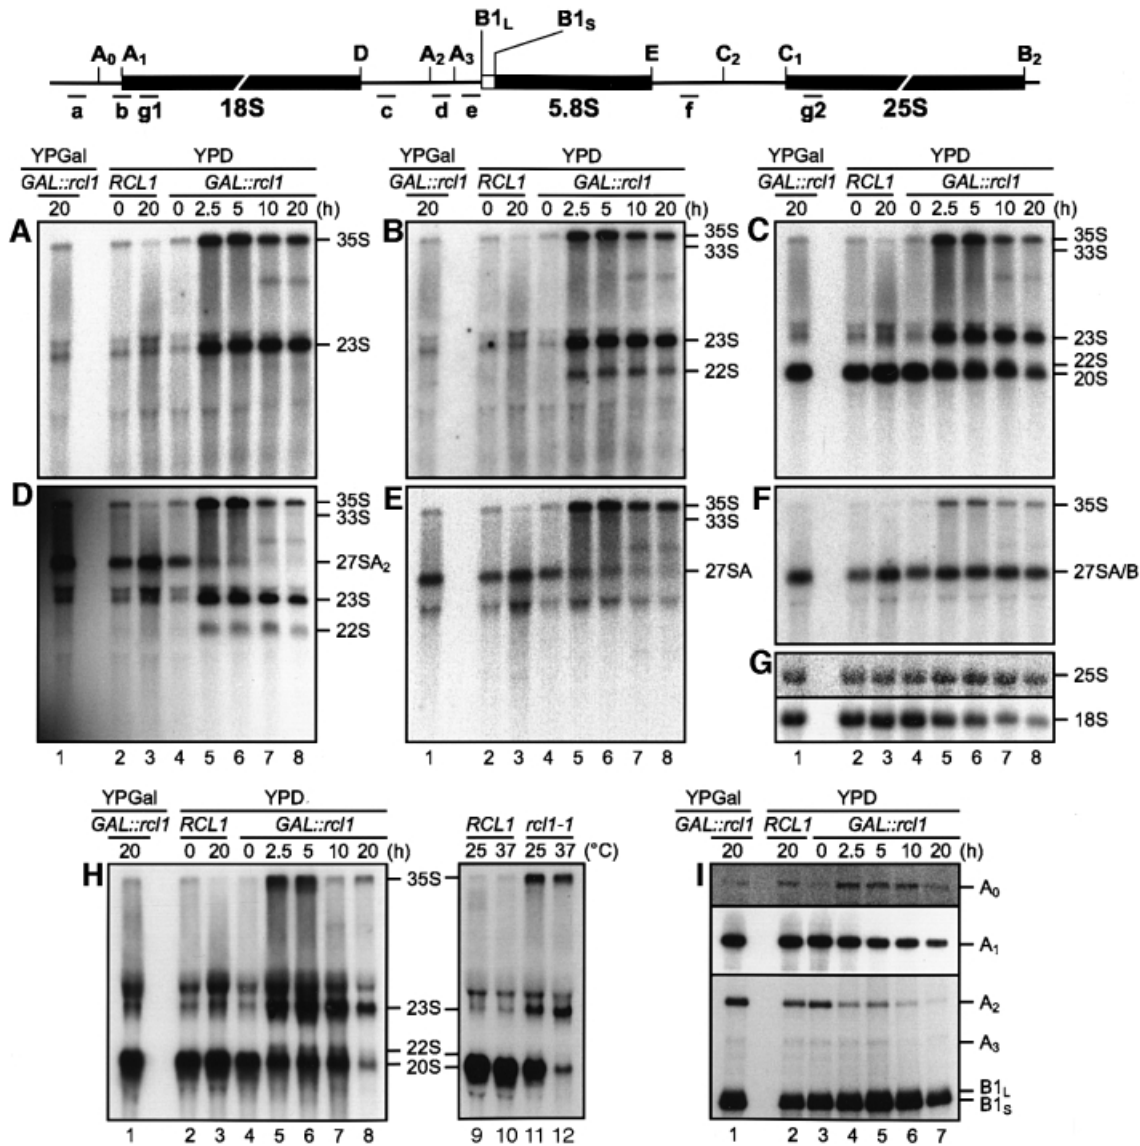 B1L B1S
A0 A1 D A2 A3 E C2 C1 B2
a b g1 18S c d e 5.8S f g2 25S
YPGal YPD YPGal YPD YPGal YPD
GAL::rcl1 RCL1 GAL::rcl1 GAL::rcl1 RCL1 GAL::rcl1 GAL::rcl1 RCL1 GAL::rcl1
20 0 20 0 2.5 5 10 20 (h) 20 0 20 0 2.5 5 10 20 (h) 20 0 20 0 2.5 5 10 20 (h)
A
35S
23S
B
35S
33S
23S
22S
C
35S
33S
23S
22S
20S
D
35S
33S
27SA2
23S
22S
E
35S
33S
27SA
F
35S
27SA/B
G
25S
18S
1 2 3 4 5 6 7 8 1 2 3 4 5 6 7 8 1 2 3 4 5 6 7 8
YPGal YPD
GAL::rcl1 RCL1 GAL::rcl1 RCL1 rcl1-1
20 0 20 0 2.5 5 10 20 (h) 25 37 25 37 (°C)
H
35S
23S
22S
20S
1 2 3 4 5 6 7 8 9 10 11 12
YPGal YPD
GAL::rcl1 RCL1 GAL::rcl1
20 20 0 2.5 5 10 20 (h)
I
A0
A1
A2
A3
B1L
B1S
1 2 3 4 5 6 7